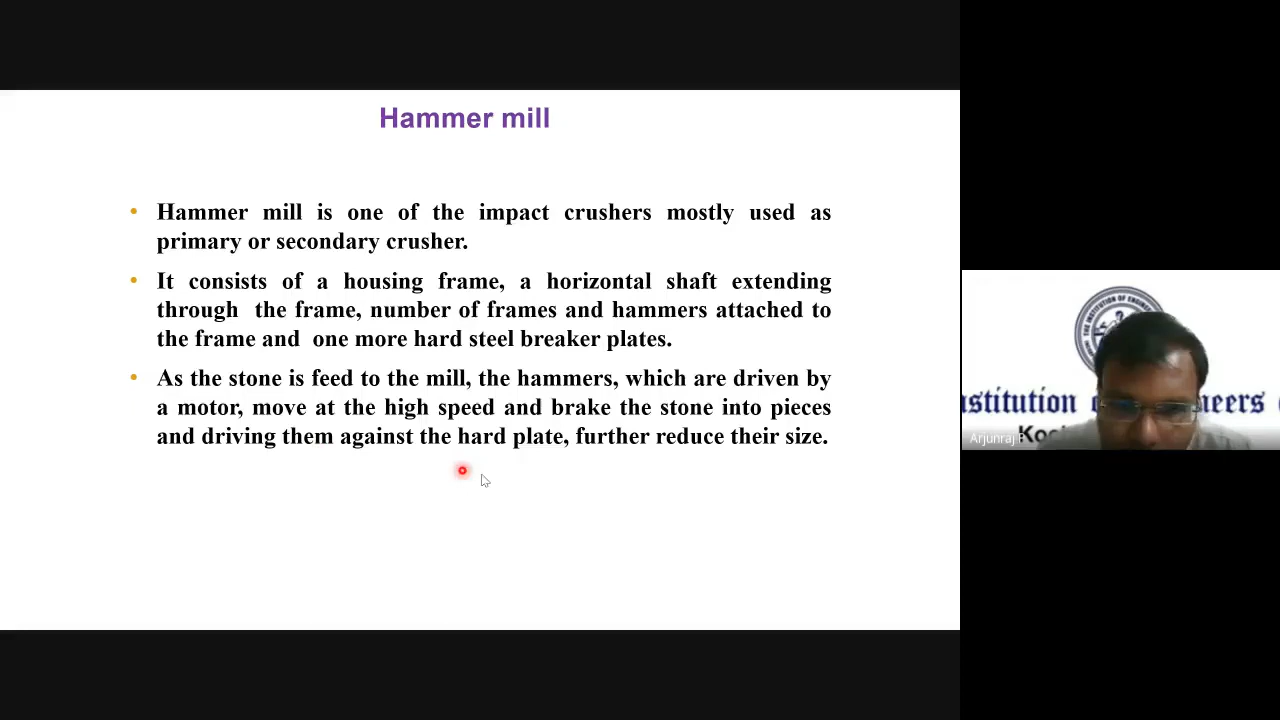 Hammer mill
• Hammer mill is one of the impact crushers mostly used as
primary or secondary crusher.
• It consists of a housing frame, a horizontal shaft extending
through the frame, number of frames and hammers attached to
the frame and one more hard steel breaker plates.
• As the stone is feed to the mill, the hammers, which are driven by
a motor, move at the high speed and brake the stone into pieces
and driving them against the hard plate, further reduce their size.
Arjunraj